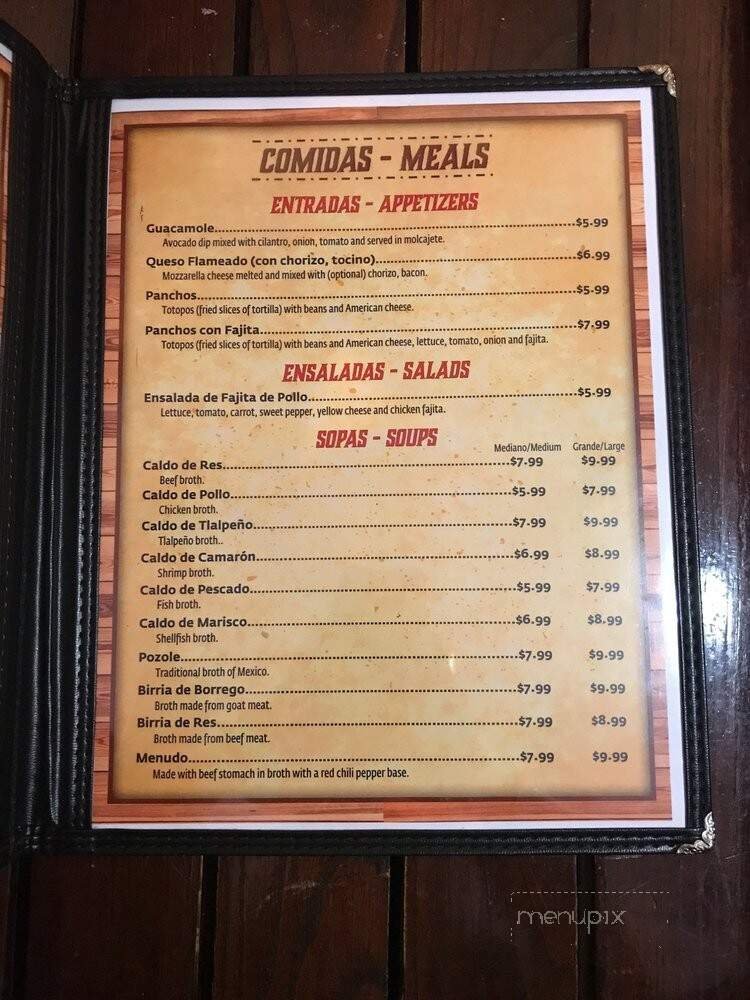 COMIDAS - MEALS
ENTRADAS - APPETIZERS
Guacamole....................$5.99
Avocado dip mixed with cilantro, onion, tomato and served in molcajete.
Queso Flameado (con chorizo, tocino)....................$6.99
Mozzarella cheese melted and mixed with (optional) chorizo, bacon.
Panchos....................$5.99
Totopos (fried slices of tortilla) with beans and American cheese.
Panchos con Fajita....................$7.99
Totopos (fried slices of tortilla) with beans and American cheese, lettuce, tomato, onion and fajita.
ENSALADAS - SALADS
Ensalada de Fajita de Pollo....................$5.99
Lettuce, tomato, carrot, sweet pepper, yellow cheese and chicken fajita.
SOPAS - SOUPS
Mediano/Medium Grande/Large
Caldo de Res....................$7.99 $9.99
Beef broth.
Caldo de Pollo....................$5.99 $7.99
Chicken broth.
Caldo de Tlalpeño....................$7.99 $9.99
Tlalpeño broth..
Caldo de Camarón....................$6.99 $8.99
Shrimp broth.
Caldo de Pescado....................$5.99 $7.99
Fish broth.
Caldo de Marisco....................$6.99 $8.99
Shellfish broth.
Pozole....................$7.99 $9.99
Traditional broth of Mexico.
Birria de Borrego....................$7.99 $9.99
Broth made from goat meat.
Birria de Res....................$7.99 $8.99
Broth made from beef meat.
Menudo....................$7.99 $9.99
Made with beef stomach in broth with a red chili pepper base.
menupix